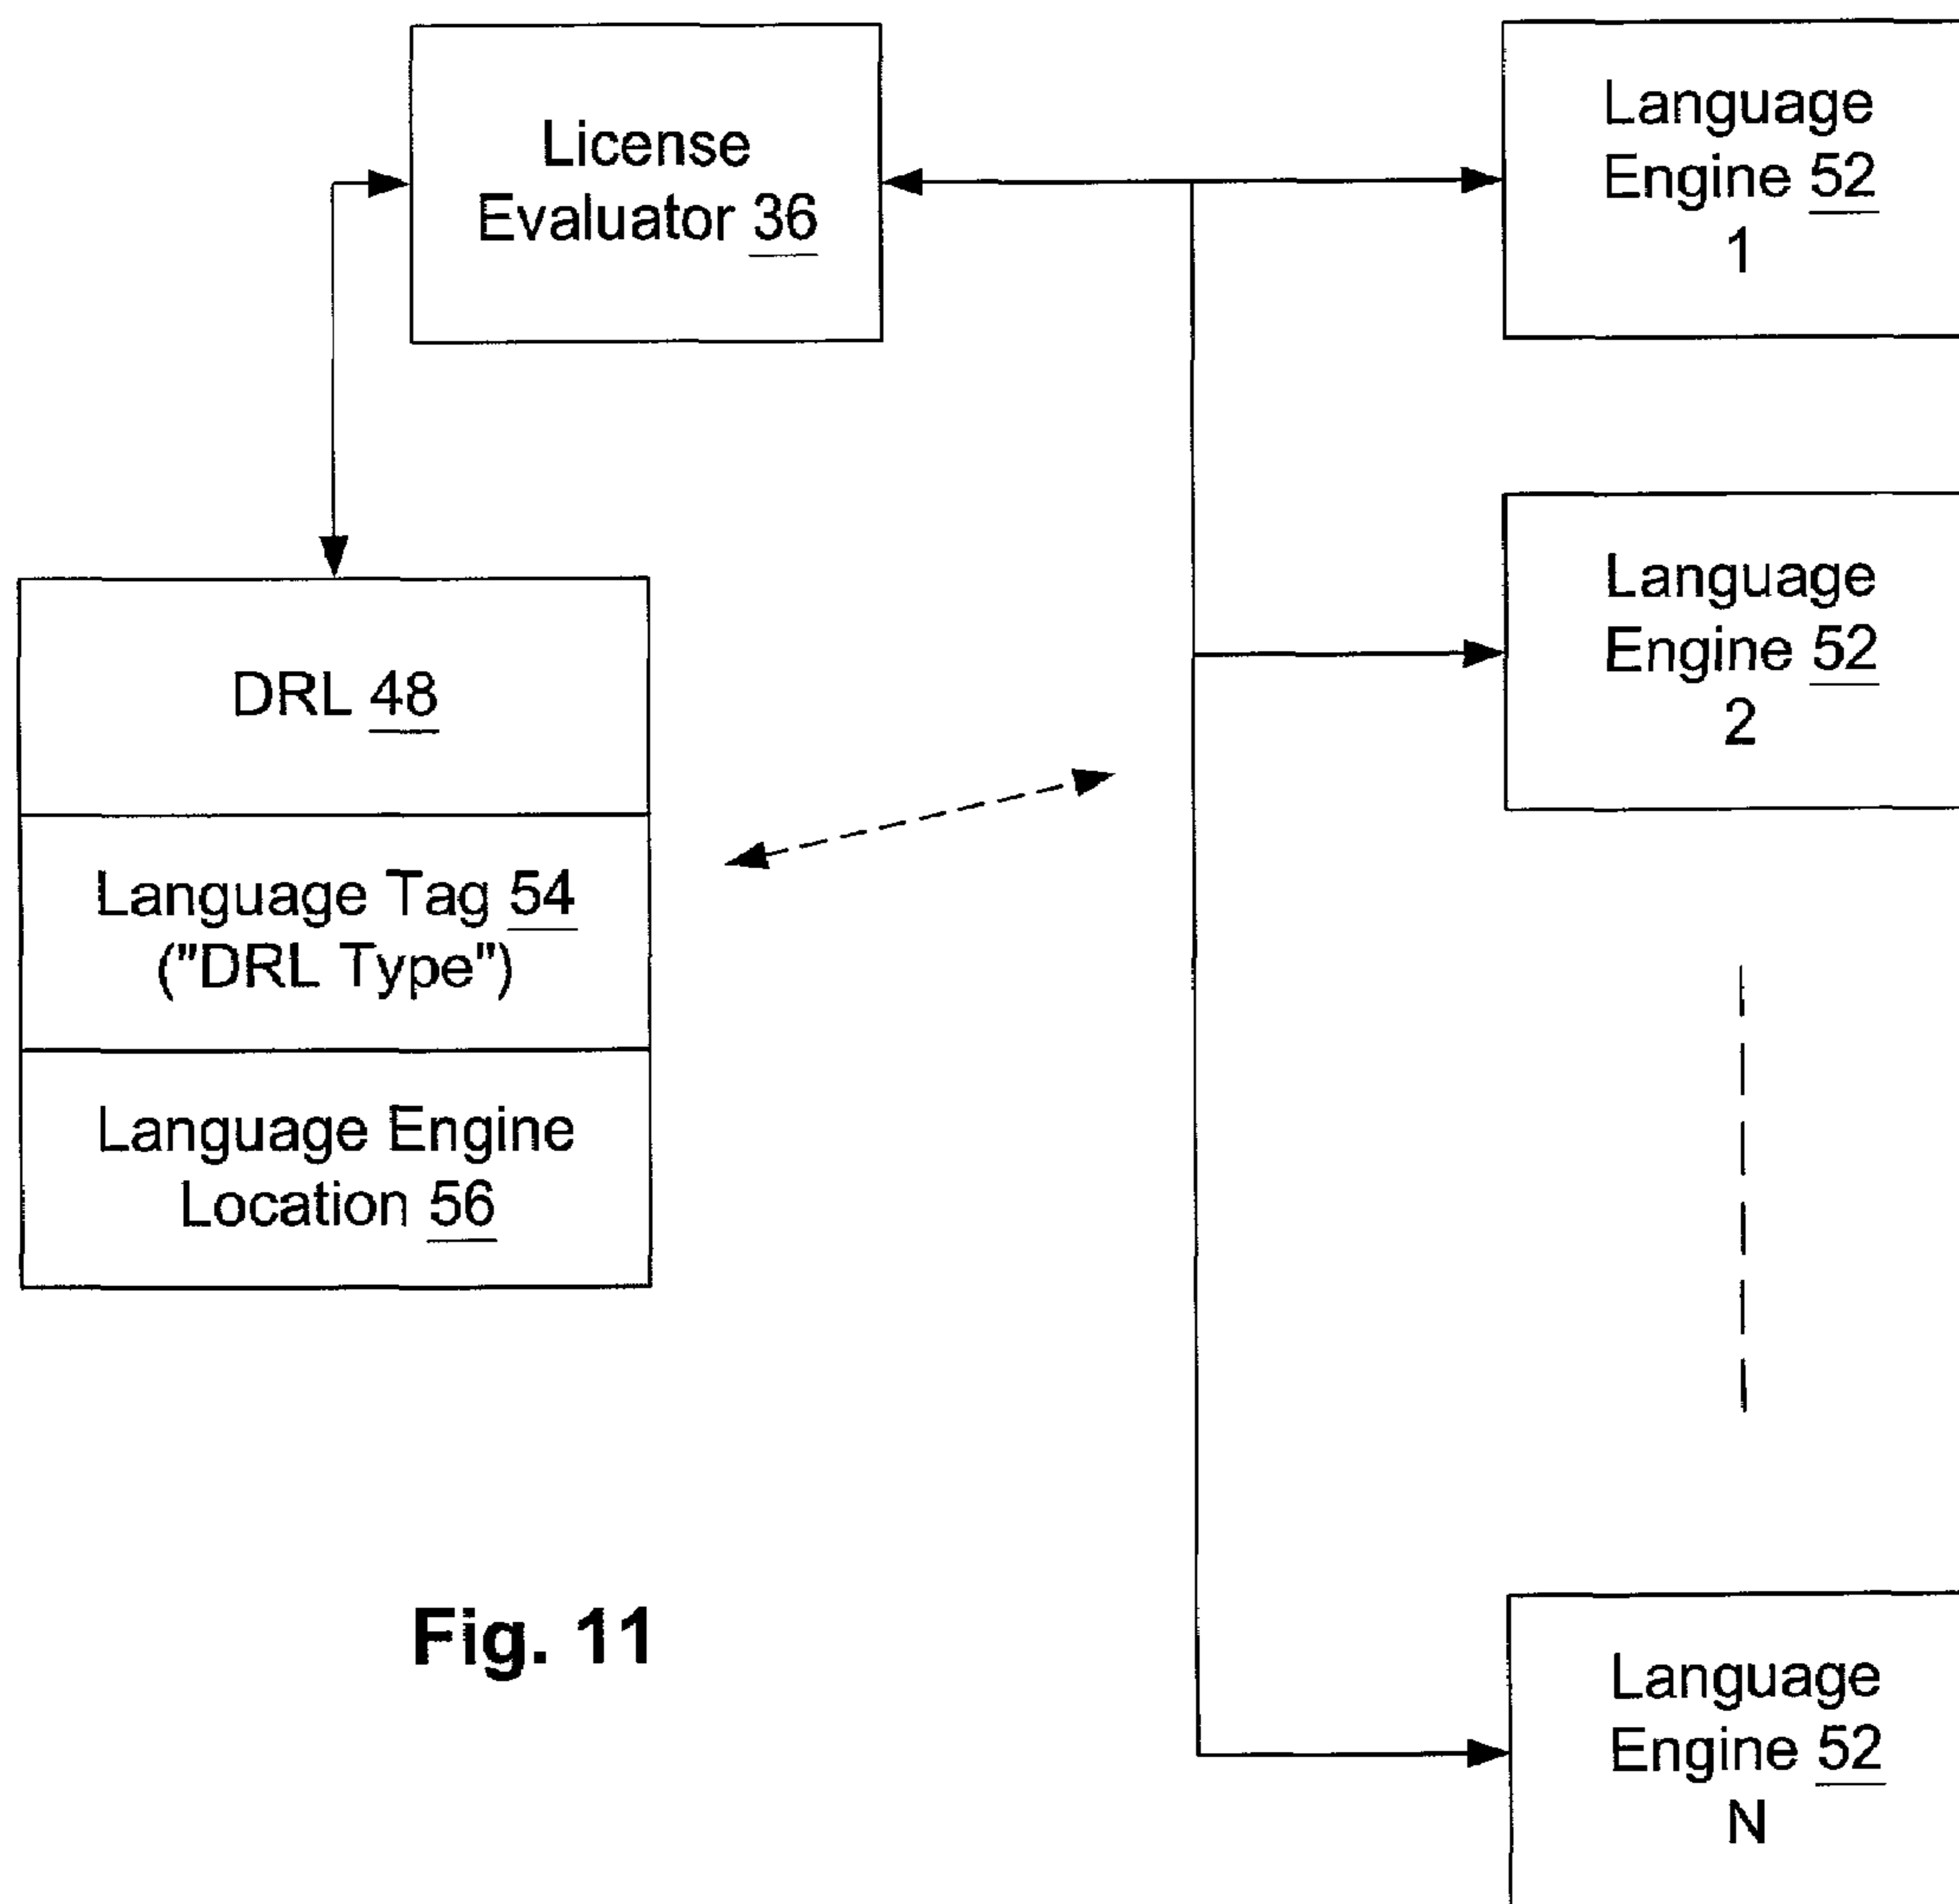 License
Evaluator 36
Language
Engine 52
1
Language
Engine 52
2
DRL 48
Language Tag 54
("DRL Type")
Language Engine
Location 56
Fig. 11
Language
Engine 52
N